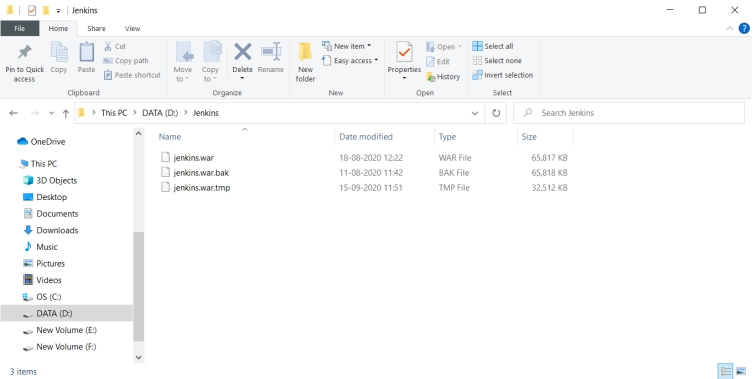 Jenkins
File Home Share View
Pin to Quick access
Copy
Paste
Cut
Copy path
Paste shortcut
Clipboard
Move to
Copy to
Delete
Rename
Organize
New folder
New item
Easy access
New
Properties
Open
Edit
History
Open
Select all
Select none
Invert selection
Select
This PC > DATA (D:) > Jenkins
Search Jenkins
OneDrive
This PC
3D Objects
Desktop
Documents
Downloads
Music
Pictures
Videos
OS (C:)
DATA (D:)
New Volume (E:)
New Volume (F:)
Name Date modified Type Size
jenkins.war 18-08-2020 12:22 WAR File 65,817 KB
jenkins.war.bak 11-08-2020 11:42 BAK File 65,818 KB
jenkins.war.tmp 15-09-2020 11:51 TMP File 32,512 KB
3 items